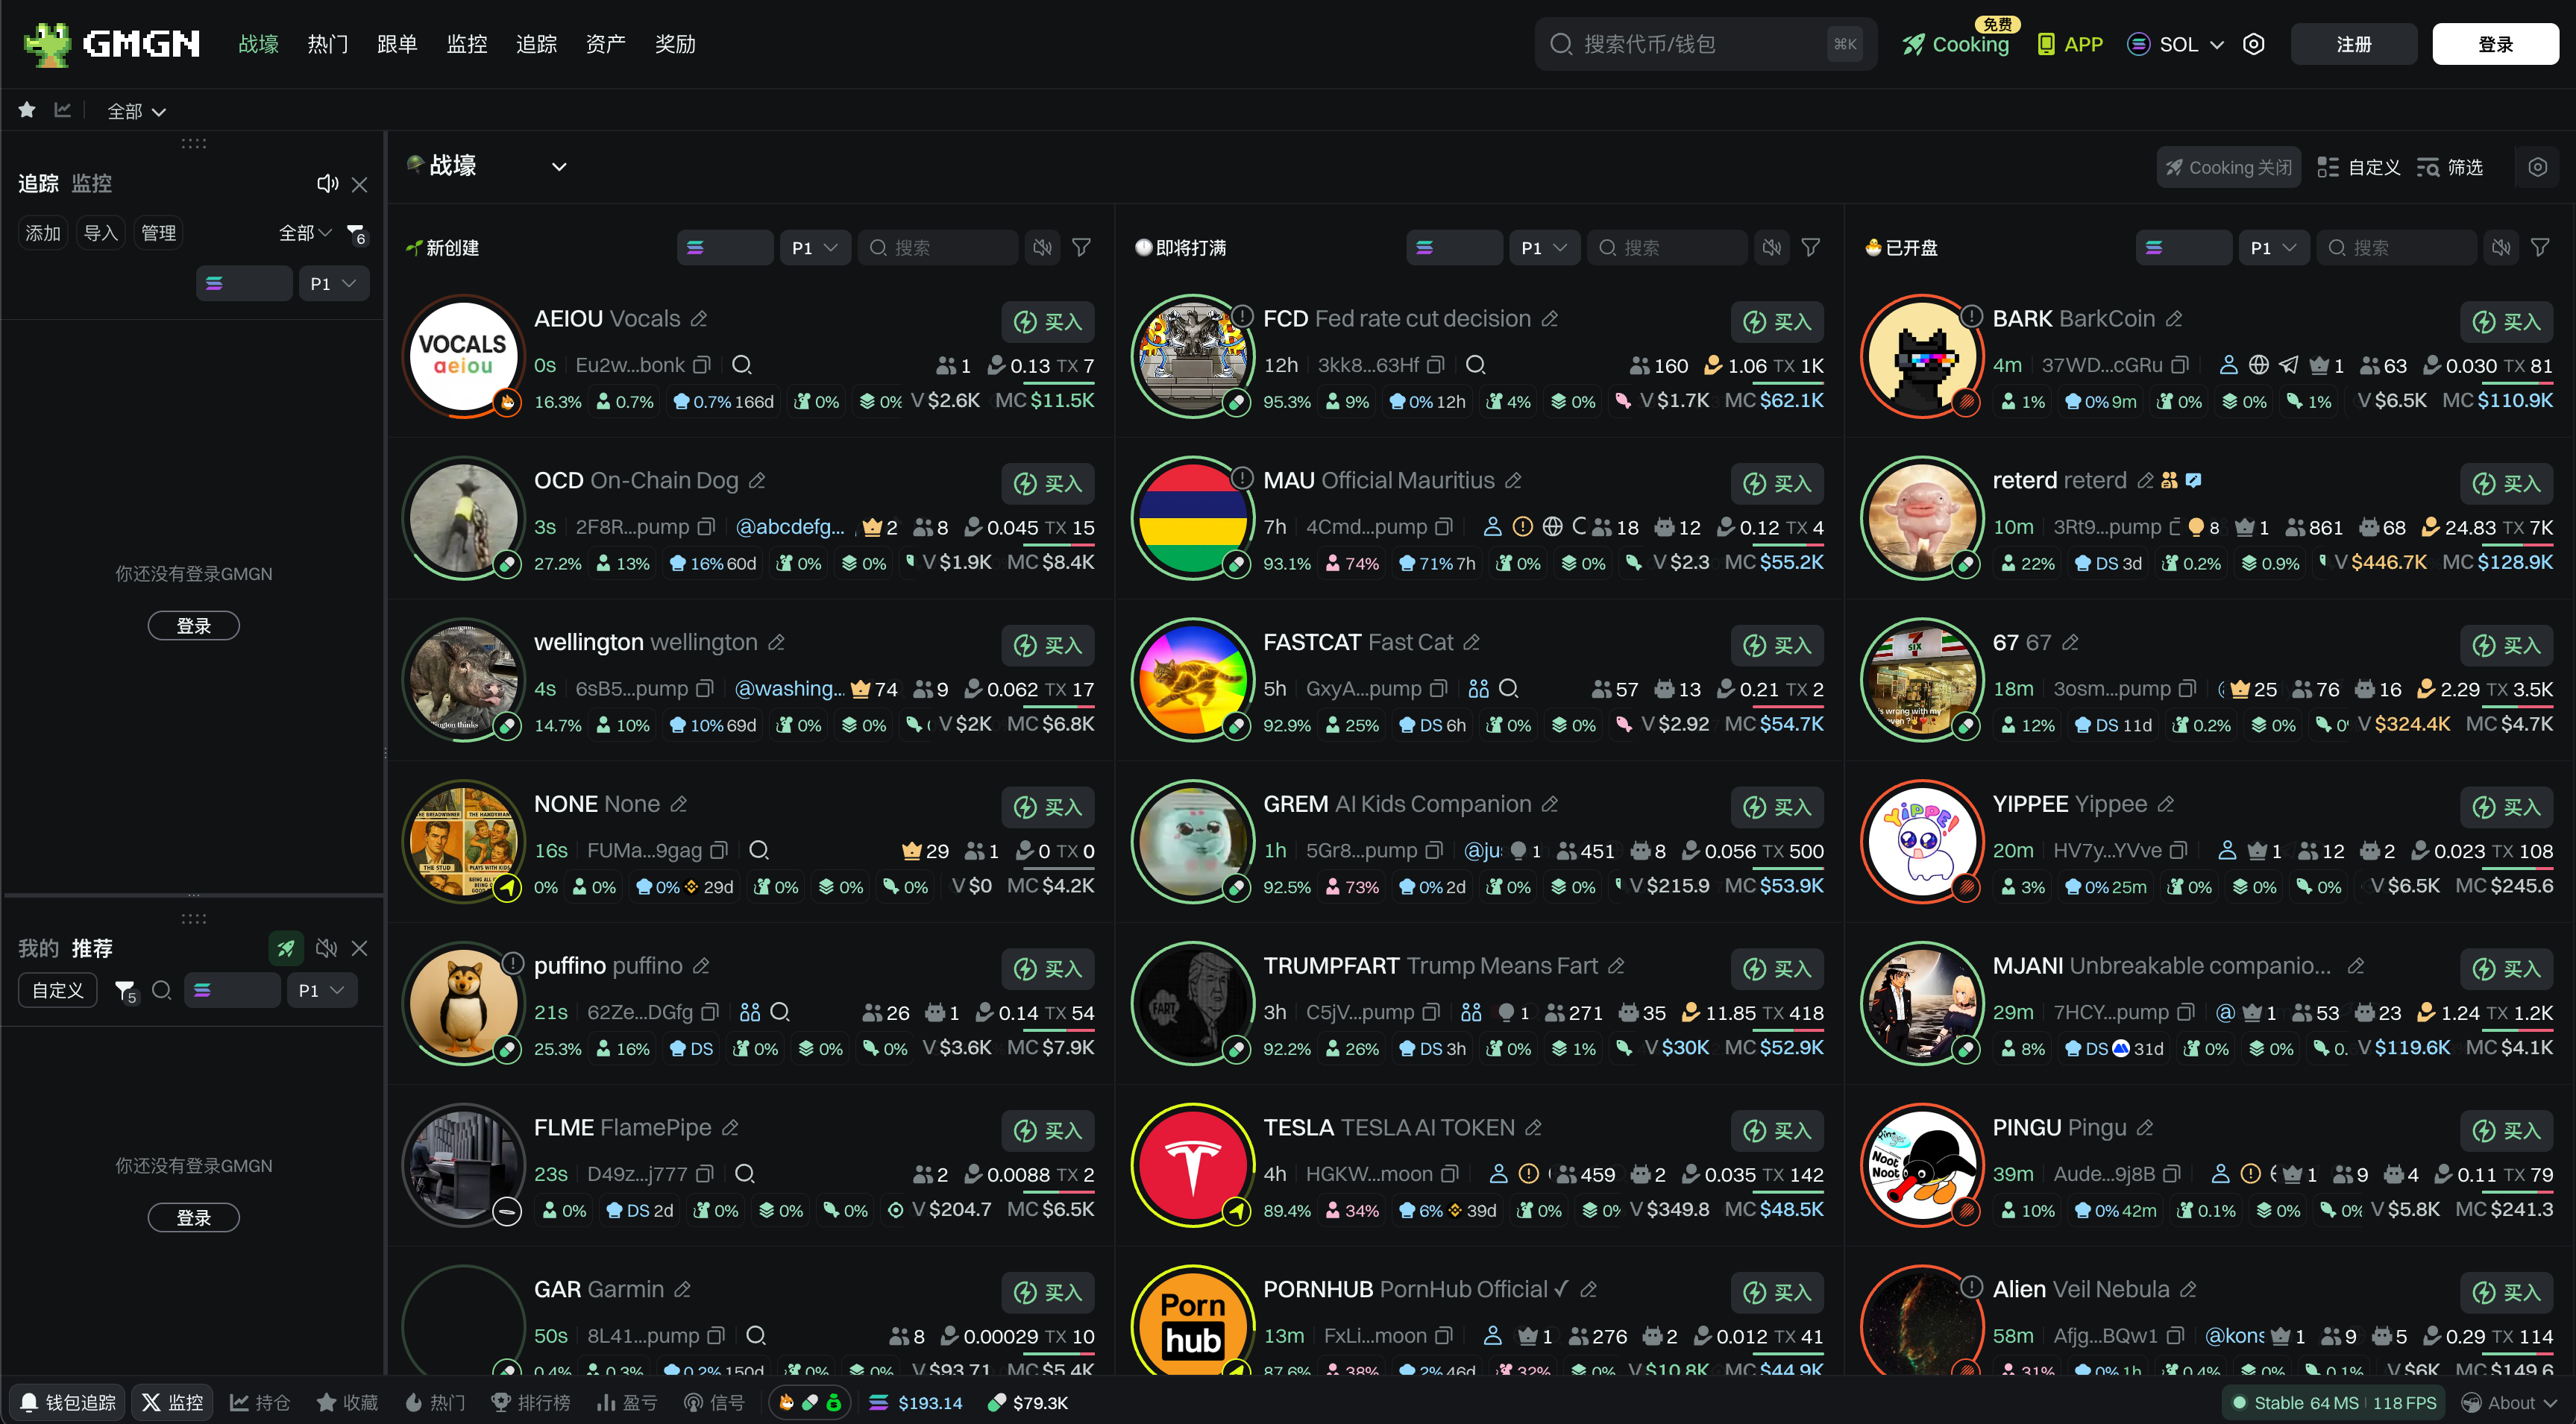 GMGN 战壕 热门 跟单 监控 追踪 资产 奖励 搜索代币/钱包 ⌘K Cooking 免费 APP SOL 注册 登录
全部
追踪 监控
添加 导入 管理 全部 6
P1
你还没有登录GMGN
登录
我的 推荐
自定义 5 P1
你还没有登录GMGN
登录
战壕 Cooking 关闭 自定义 筛选
新创建 P1 搜索
VOCALS
aeiou
AEIOU Vocals 买入
0s Eu2w...bonk 1 0.13 TX 7
16.3% 0.7% 0.7% 166d 0% 0% V $2.6K MC $11.5K
OCD On-Chain Dog 买入
3s 2F8R...pump @abcdefg... 2 8 0.045 TX 15
27.2% 13% 16% 60d 0% 0% V $1.9K MC $8.4K
wellington wellington 买入
4s 6sB5...pump @washing... 74 9 0.062 TX 17
14.7% 10% 10% 69d 0% 0% V $2K MC $6.8K
NONE None 买入
THE BREADWINNER THE HANDYMAN
THE STUD PLAYS WITH KIDS
16s FUMa...9gag 29 1 0 TX 0
0% 0% 0% 29d 0% 0% 0% V $0 MC $4.2K
puffino puffino 买入
21s 62Ze...DGfg 26 1 0.14 TX 54
25.3% 16% DS 0% 0% 0% V $3.6K MC $7.9K
FLME FlamePipe 买入
23s D49z...j777 2 0.0088 TX 2
0% DS 2d 0% 0% 0% V $204.7 MC $6.5K
GAR Garmin 买入
50s 8L41...pump 8 0.00029 TX 10
0.4% 0.3% 0.2% 150d 0% 0% V $93.71 MC $5.4K
即将打满 P1 搜索
FCD Fed rate cut decision 买入
12h 3kk8...63Hf 160 1.06 TX 1K
95.3% 9% 0% 12h 4% 0% V $1.7K MC $62.1K
MAU Official Mauritius 买入
7h 4Cmd...pump 18 12 0.12 TX 4
93.1% 74% 71% 7h 0% 0% V $2.3 MC $55.2K
FASTCAT Fast Cat 买入
5h GxyA...pump 57 13 0.21 TX 2
92.9% 25% DS 6h 0% 0% V $2.92 MC $54.7K
GREM AI Kids Companion 买入
1h 5Gr8...pump @ju 1 451 8 0.056 TX 500
92.5% 73% 0% 2d 0% 0% V $215.9 MC $53.9K
FART
TRUMPFART Trump Means Fart 买入
3h C5jV...pump 1 271 35 11.85 TX 418
92.2% 26% DS 3h 0% 1% V $30K MC $52.9K
TESLA TESLA AI TOKEN 买入
4h HGKW...moon 459 2 0.035 TX 142
89.4% 34% 6% 39d 0% 0% V $349.8 MC $48.5K
Porn
hub
PORNHUB PornHub Official ✓ 买入
13m FxLi...moon 1 276 2 0.012 TX 41
87.6% 38% 2% 46d 32% 0% V $10.8K MC $44.9K
已开盘 P1 搜索
BARK BarkCoin 买入
4m 37WD...cGRu 1 63 0.030 TX 81
1% 0% 9m 0% 0% 1% V $6.5K MC $110.9K
reterd reterd 买入
10m 3Rt9...pump 8 1 861 68 24.83 TX 7K
22% DS 3d 0.2% 0.9% V $446.7K MC $128.9K
SIX
67 67 买入
18m 3osm...pump 25 76 16 2.29 TX 3.5K
12% DS 11d 0.2% 0% V $324.4K MC $4.7K
Yippe!
YIPPEE Yippee 买入
20m HV7y...YVve 1 12 2 0.023 TX 108
3% 0% 25m 0% 0% 0% V $6.5K MC $245.6
MJANI Unbreakable companio... 买入
29m 7HCY...pump @ 1 53 23 1.24 TX 1.2K
8% DS 31d 0% 0% 0. V $119.6K MC $4.1K
Noot
Noot
PINGU Pingu 买入
39m Aude...9j8B 1 9 4 0.11 TX 79
10% 0% 42m 0.1% 0% 0% V $5.8K MC $241.3
Alien Veil Nebula 买入
58m Afjg...BQw1 @kons 1 9 5 0.29 TX 114
31% 0% 1h 0.4% 0% 0.1% V $6K MC $149.6
钱包追踪 监控 持仓 收藏 热门 排行榜 盈亏 信号 $193.14 $79.3K Stable 64 MS 118 FPS About